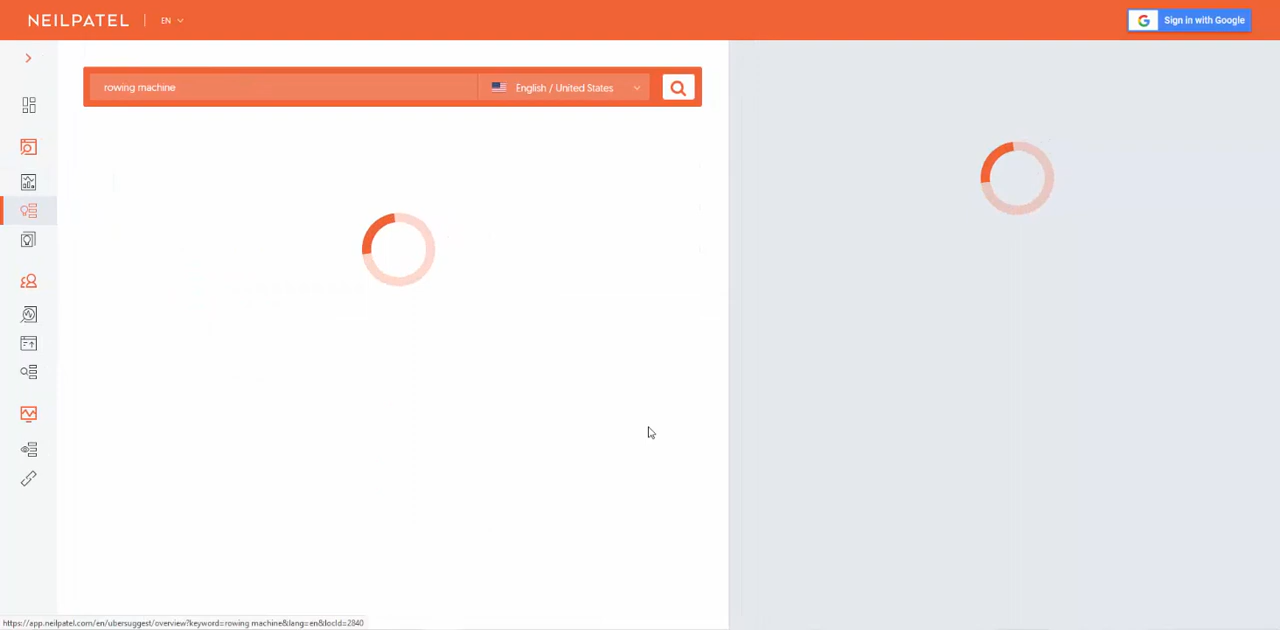 NEILPATEL
EN
Sign in with Google
rowing machine
English / United States
https://app.neilpatel.com/en/ubersuggest/overview?keyword=rowing machine&lang=en&locId=2840